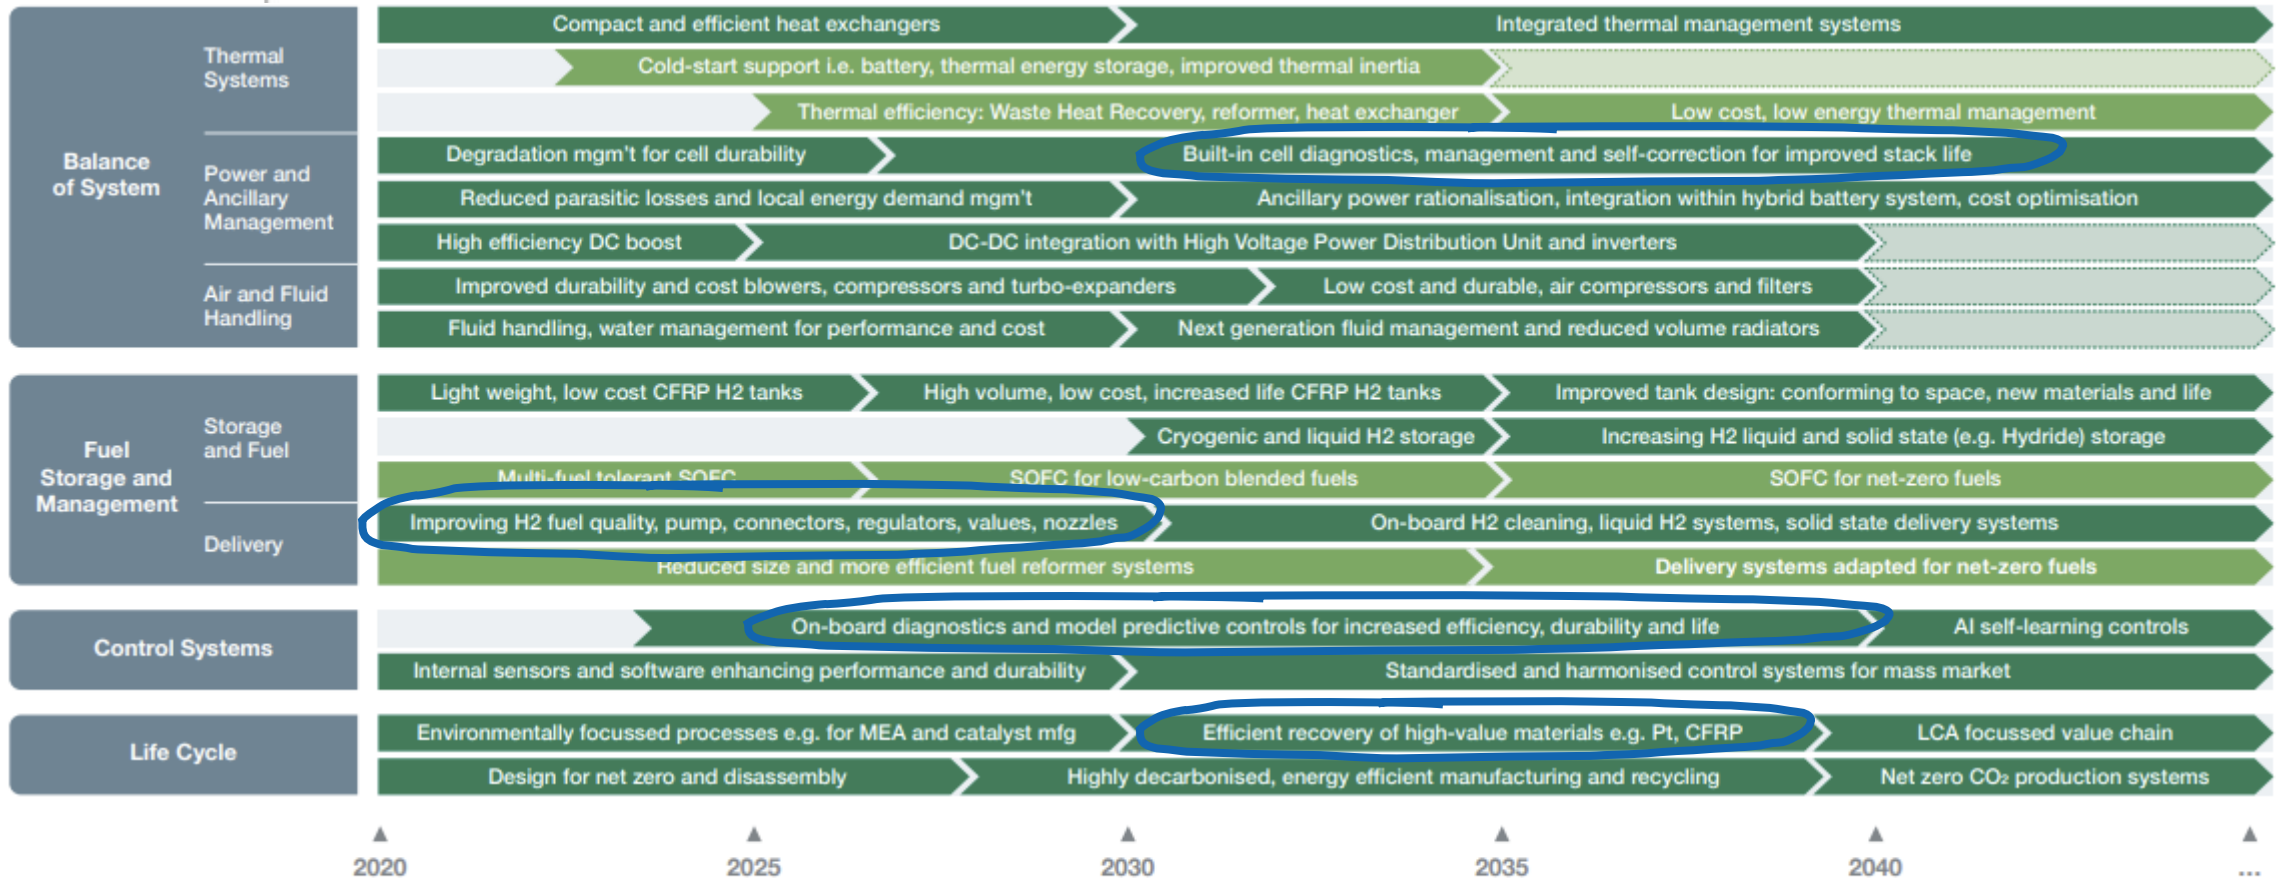 Compact and efficient heat exchangers
Integrated thermal management systems
Thermal
Systems
Cold-start support i.e. battery, thermal energy storage, improved thermal inertia
Thermal efficiency: Waste Heat Recovery, reformer, heat exchanger
Low cost, low energy thermal management
Balance
of System
Power and
Ancillary
Management
Degradation mgm't for cell durability
Built-in cell diagnostics, management and self-correction for improved stack life
Reduced parasitic losses and local energy demand mgm't
Ancillary power rationalisation, integration within hybrid battery system, cost optimisation
High efficiency DC boost
DC-DC integration with High Voltage Power Distribution Unit and inverters
Air and Fluid
Handling
Improved durability and cost blowers, compressors and turbo-expanders
Low cost and durable, air compressors and filters
Fluid handling, water management for performance and cost
Next generation fluid management and reduced volume radiators
Fuel
Storage and
Management
Storage
and Fuel
Light weight, low cost CFRP H2 tanks
High volume, low cost, increased life CFRP H2 tanks
Improved tank design: conforming to space, new materials and life
Cryogenic and liquid H2 storage
Increasing H2 liquid and solid state (e.g. Hydride) storage
Multi-fuel tolerant SOFC
SOFC for low-carbon blended fuels
SOFC for net-zero fuels
Delivery
Improving H2 fuel quality, pump, connectors, regulators, values, nozzles
On-board H2 cleaning, liquid H2 systems, solid state delivery systems
Reduced size and more efficient fuel reformer systems
Delivery systems adapted for net-zero fuels
Control Systems
On-board diagnostics and model predictive controls for increased efficiency, durability and life
AI self-learning controls
Internal sensors and software enhancing performance and durability
Standardised and harmonised control systems for mass market
Life Cycle
Environmentally focussed processes e.g. for MEA and catalyst mfg
Efficient recovery of high-value materials e.g. Pt, CFRP
LCA focussed value chain
Design for net zero and disassembly
Highly decarbonised, energy efficient manufacturing and recycling
Net zero CO₂ production systems
2020
2025
2030
2035
2040
...